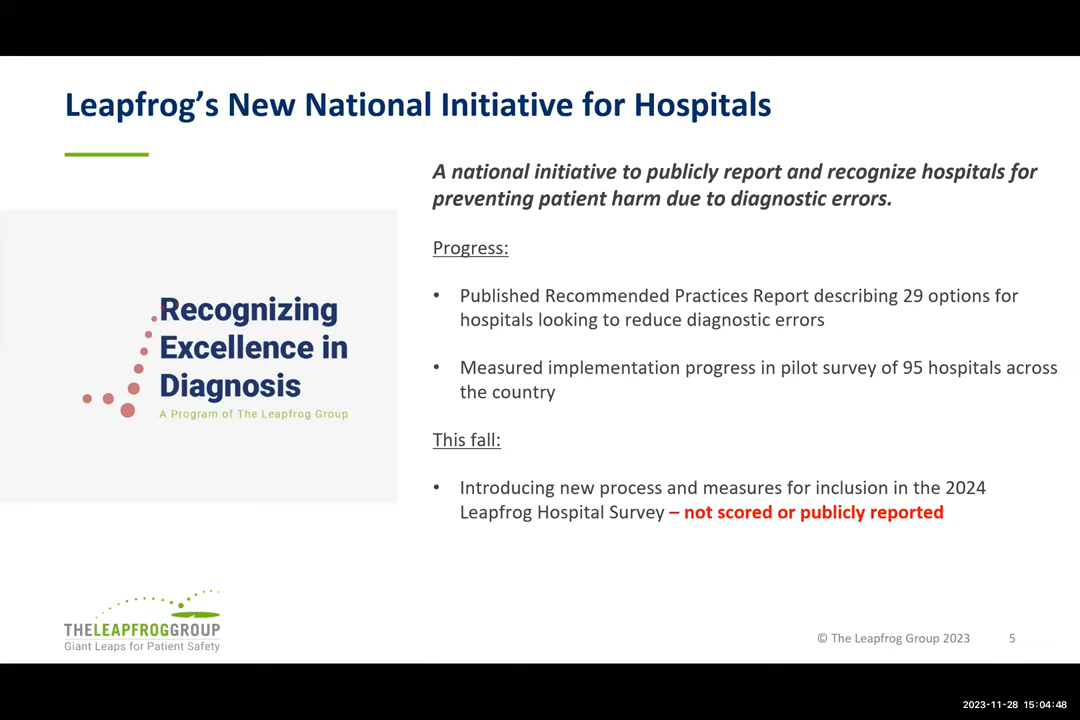 Leapfrog's New National Initiative for Hospitals
A national initiative to publicly report and recognize hospitals for
preventing patient harm due to diagnostic errors.
Progress:
• Published Recommended Practices Report describing 29 options for
hospitals looking to reduce diagnostic errors
• Measured implementation progress in pilot survey of 95 hospitals across
the country
This fall:
• Introducing new process and measures for inclusion in the 2024
Leapfrog Hospital Survey – not scored or publicly reported
Recognizing
Excellence in
Diagnosis
A Program of The Leapfrog Group
THELEAPFROGGROUP
Giant Leaps for Patient Safety
© The Leapfrog Group 2023 5
2023-11-28 15:04:48